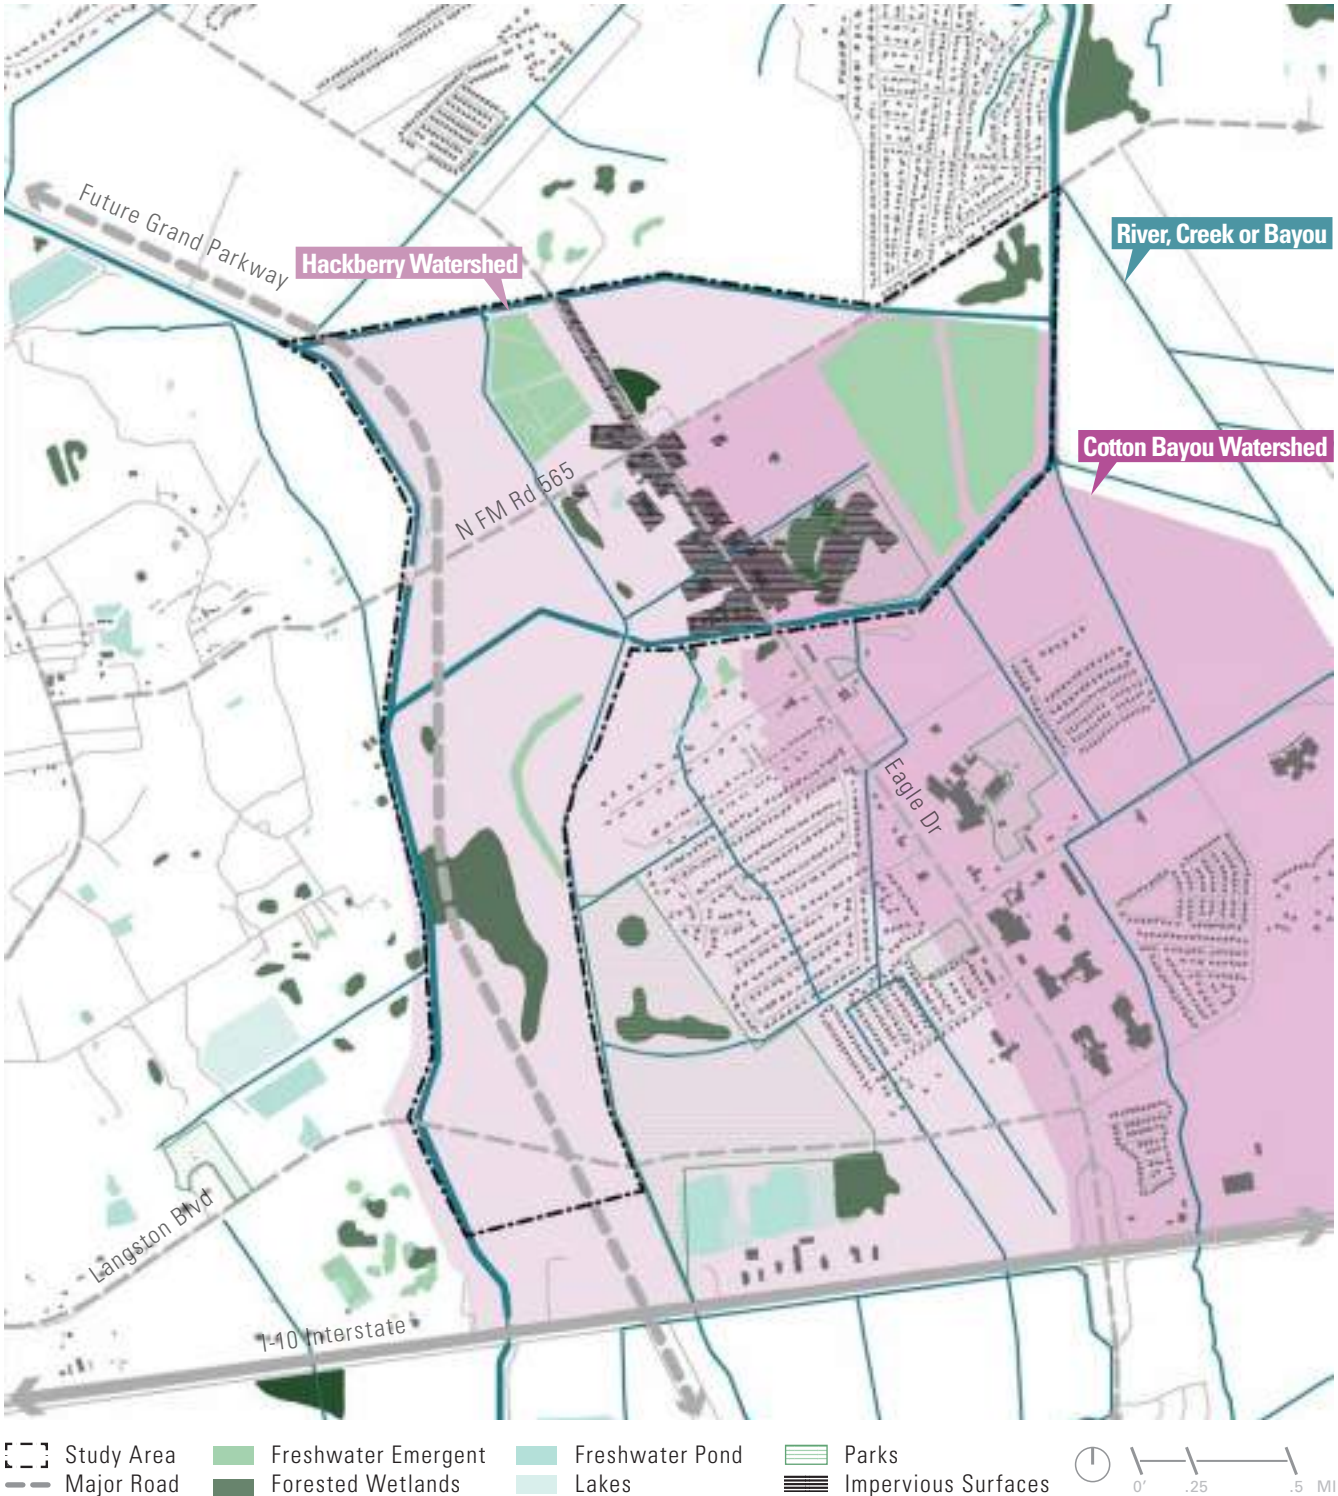 Future Grand Parkway
Hackberry Watershed
River, Creek or Bayou
Cotton Bayou Watershed
N FM Rd 565
Eagle Dr
Langston Blvd
I-10 Interstate
Study Area
Freshwater Emergent
Freshwater Pond
Parks
Major Road
Forested Wetlands
Lakes
Impervious Surfaces
0' .25 .5 MI